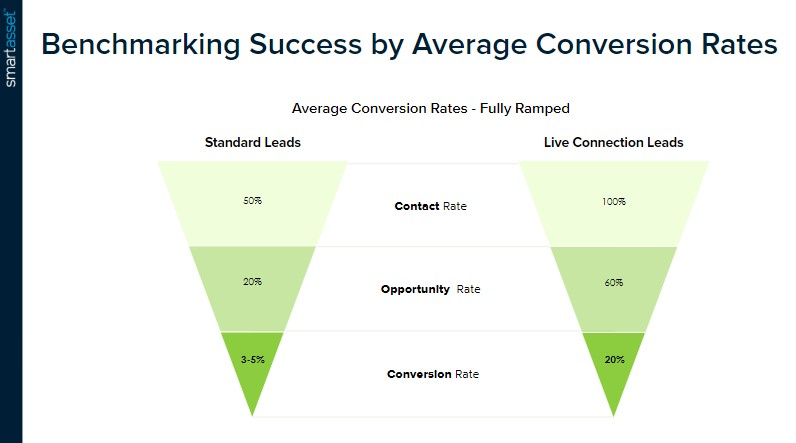 smartasset™
Benchmarking Success by Average Conversion Rates
Average Conversion Rates - Fully Ramped
Standard Leads
Live Connection Leads
50%
Contact Rate
100%
20%
Opportunity Rate
60%
3-5%
Conversion Rate
20%